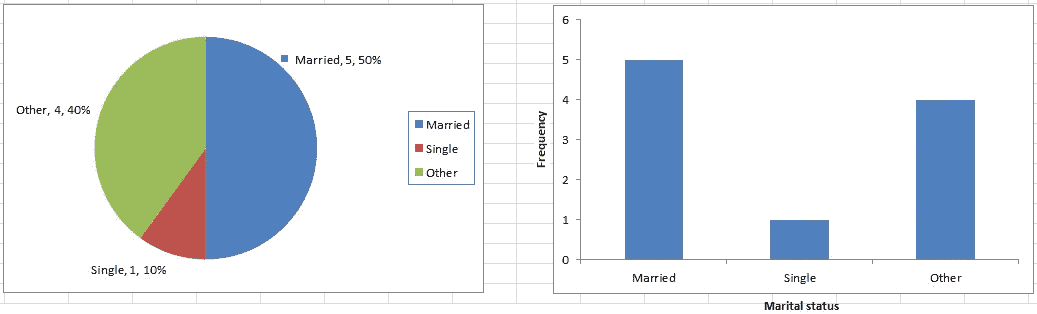 Married, 5, 50%
Other, 4, 40%
Single, 1, 10%
Married
Single
Other
6
5
4
3
2
1
0
Frequency
Married Single Other
Marital status